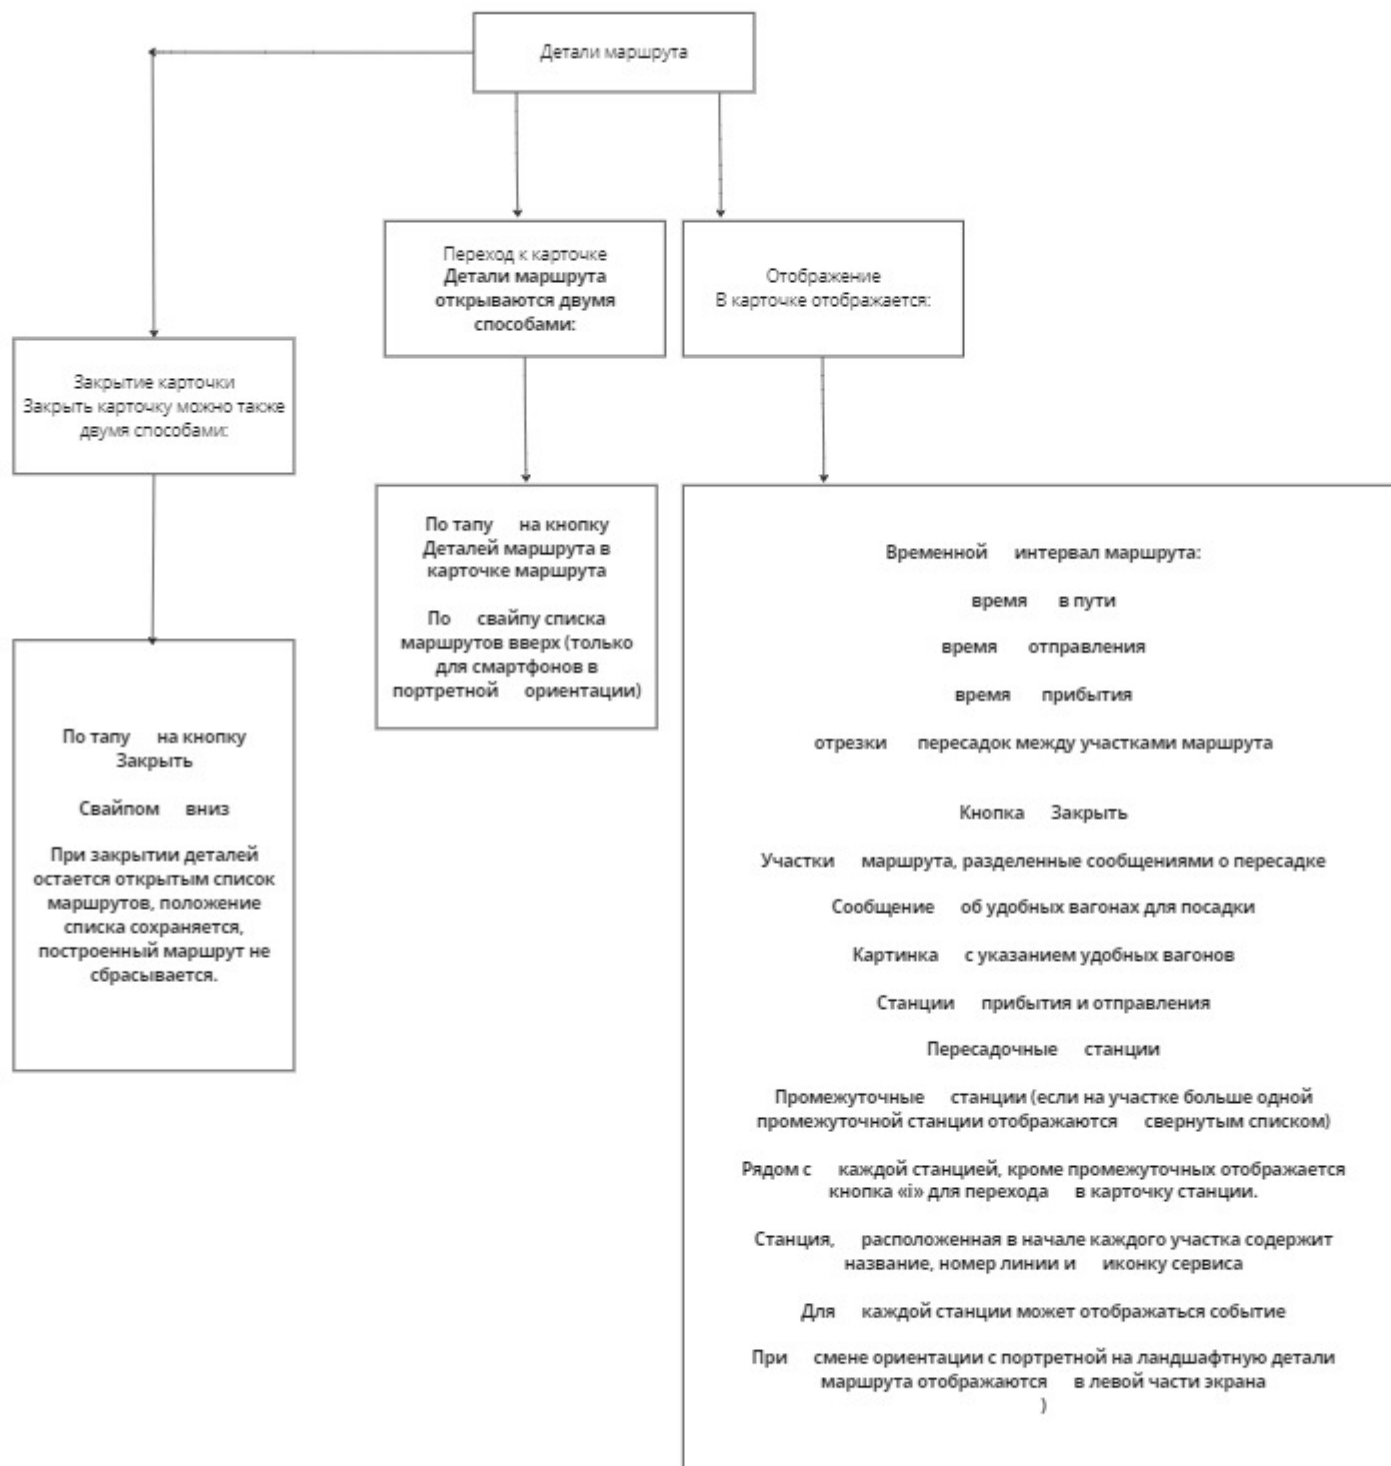 Детали маршрута
Переход к карточке
Детали маршрута
открываются двумя
способами:
Отображение
В карточке отображается:
Закрытие карточки
Закрыть карточку можно также
двумя способами:
По тапу на кнопку
Деталей маршрута в
карточке маршрута
По свайпу списка
маршрутов вверх (только
для смартфонов в
портретной ориентации)
По тапу на кнопку
Закрыть
Свайпом вниз
При закрытии деталей
остается открытым список
маршрутов, положение
списка сохраняется,
построенный маршрут не
сбрасывается.
Временной интервал маршрута:
время в пути
время отправления
время прибытия
отрезки пересадок между участками маршрута
Кнопка Закрыть
Участки маршрута, разделенные сообщениями о пересадке
Сообщение об удобных вагонах для посадки
Картинка с указанием удобных вагонов
Станции прибытия и отправления
Пересадочные станции
Промежуточные станции (если на участке больше одной
промежуточной станции отображаются свернутым списком)
Рядом с каждой станцией, кроме промежуточных отображается
кнопка «i» для перехода в карточку станции.
Станция, расположенная в начале каждого участка содержит
название, номер линии и иконку сервиса
Для каждой станции может отображаться событие
При смене ориентации с портретной на ландшафтную детали
маршрута отображаются в левой части экрана
)